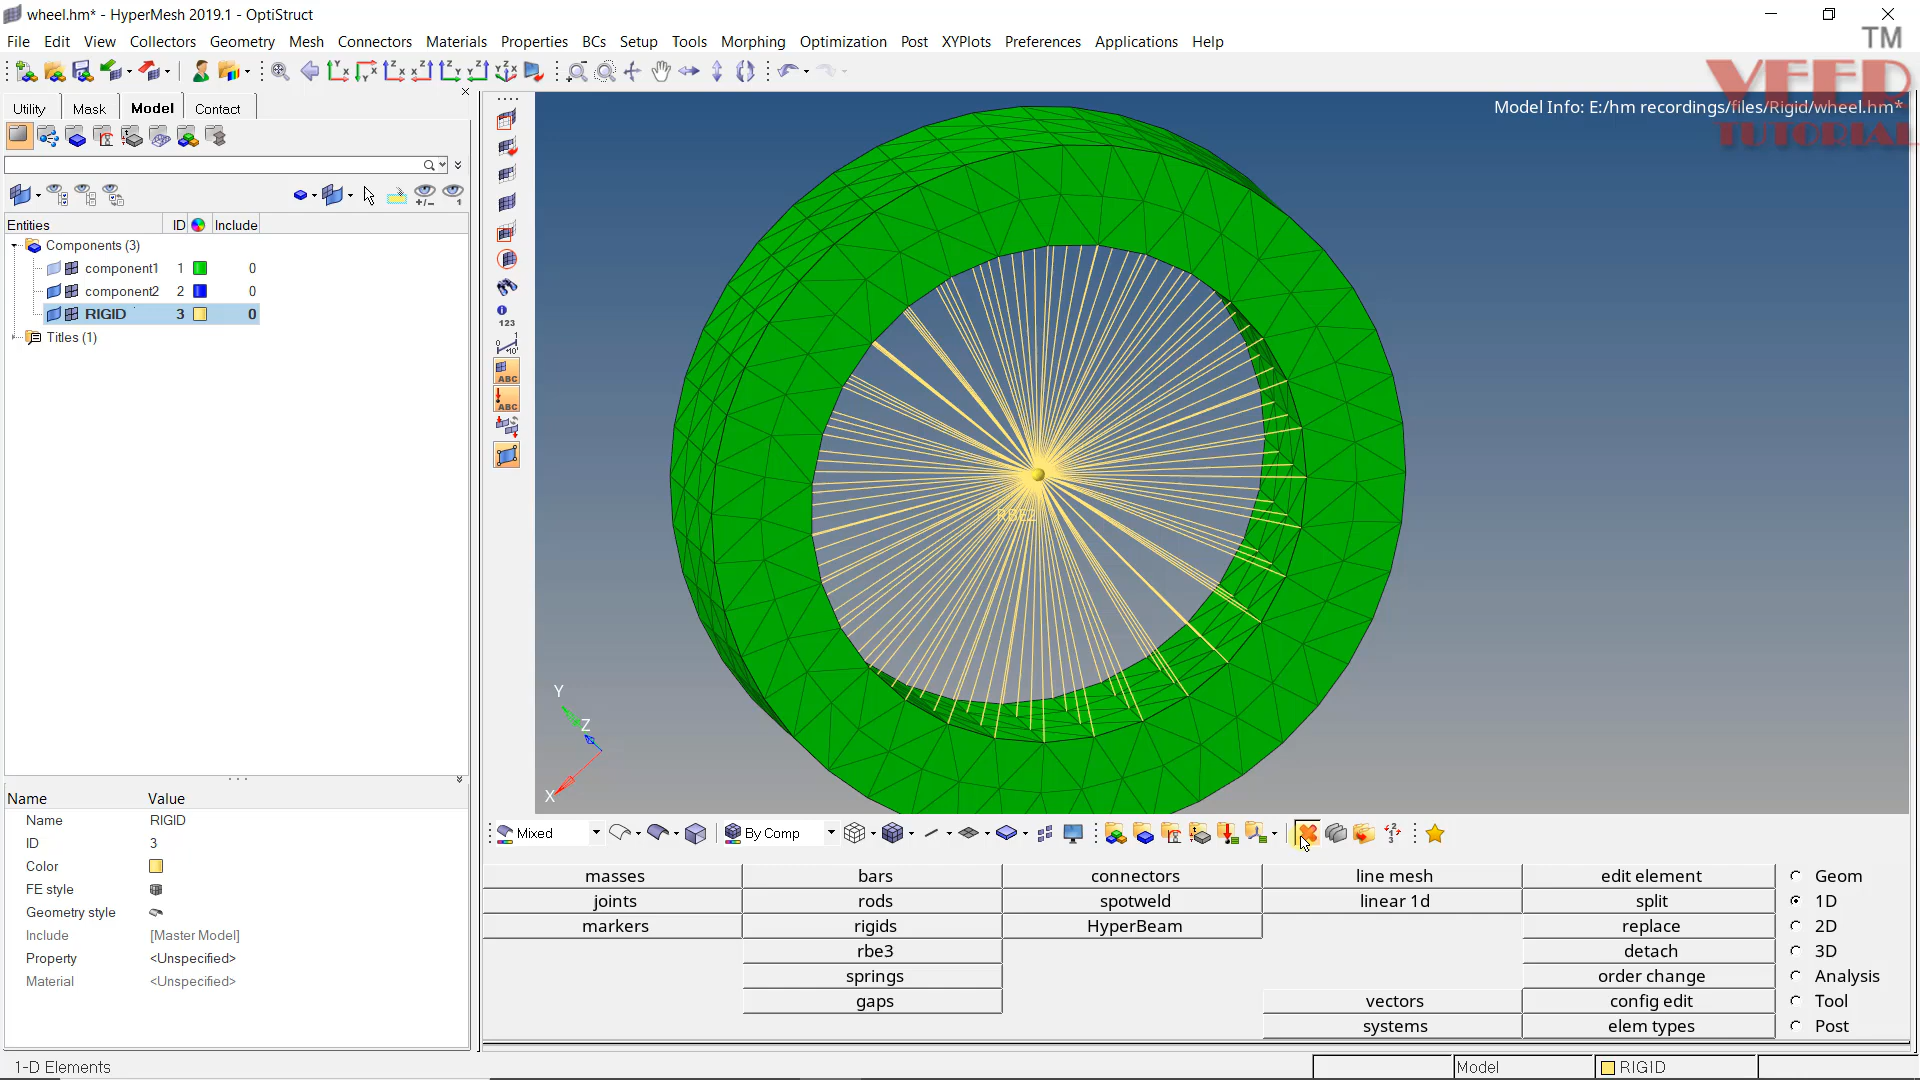 wheel.hm* - HyperMesh 2019.1 - OptiStruct
File Edit View Collectors Geometry Mesh Connectors Materials Properties BCs Setup Tools Morphing Optimization Post XYPlots Preferences Applications Help
TM
VEED
TUTORIAL
Utility Mask Model Contact
Model Info: E:/hm recordings/files/Rigid/wheel.hm*
Entities ID Include
Components (3)
component1 1 0
component2 2 0
RIGID 3 0
Titles (1)
123
ABC
ABC
RBE2
Y
Z
X
Name Value
Name RIGID
ID 3
Color
FE style
Geometry style
Include [Master Model]
Property <Unspecified>
Material <Unspecified>
Mixed By Comp
masses bars connectors line mesh edit element Geom
joints rods spotweld linear 1d split 1D
markers rigids HyperBeam replace 2D
rbe3 detach 3D
springs order change Analysis
gaps vectors config edit Tool
systems elem types Post
1-D Elements Model RIGID